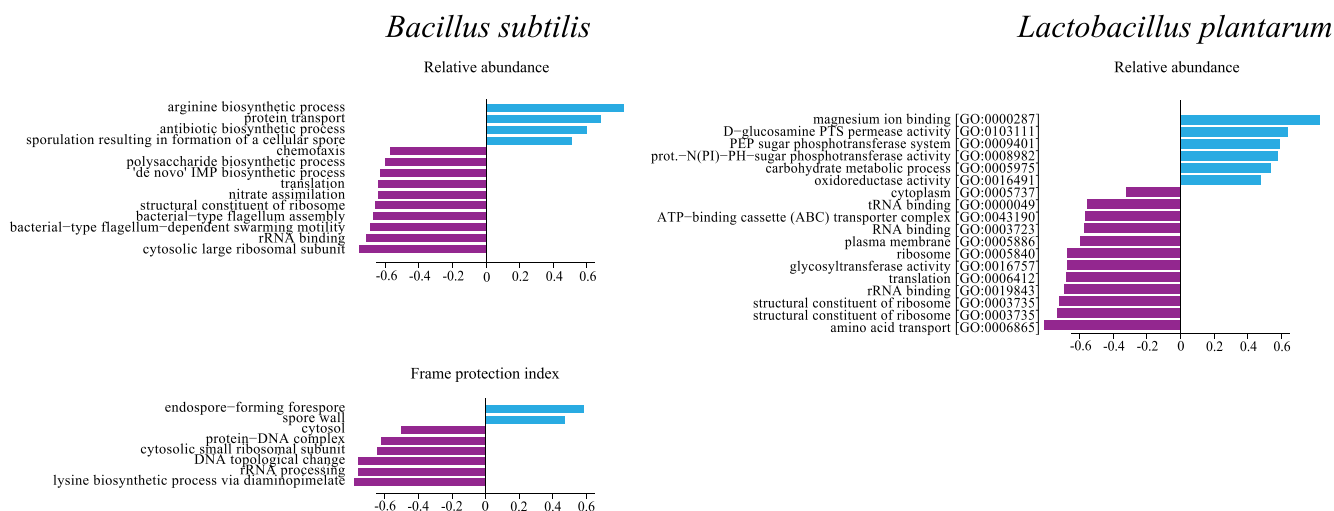 Bacillus subtilis
Relative abundance
arginine biosynthetic process
protein transport
antibiotic biosynthetic process
sporulation resulting in formation of a cellular spore
chemotaxis
polysaccharide biosynthetic process
'de novo' IMP biosynthetic process
translation
nitrate assimilation
structural constituent of ribosome
bacterial−type flagellum assembly
bacterial−type flagellum−dependent swarming motility
rRNA binding
cytosolic large ribosomal subunit
-0.6 -0.4 -0.2 0 0.2 0.4 0.6
Frame protection index
endospore−forming forespore
spore wall
cytosol
protein−DNA complex
cytosolic small ribosomal subunit
DNA topological change
rRNA processing
lysine biosynthetic process via diaminopimelate
-0.6 -0.4 -0.2 0 0.2 0.4 0.6
Lactobacillus plantarum
Relative abundance
magnesium ion binding [GO:0000287]
D−glucosamine PTS permease activity [GO:0103111]
PEP sugar phosphotransferase system [GO:0009401]
prot.−N(PI)−PH−sugar phosphotransferase activity [GO:0008982]
carbohydrate metabolic process [GO:0005975]
oxidoreductase activity [GO:0016491]
cytoplasm [GO:0005737]
tRNA binding [GO:0000049]
ATP−binding cassette (ABC) transporter complex [GO:0043190]
RNA binding [GO:0003723]
plasma membrane [GO:0005886]
ribosome [GO:0005840]
glycosyltransferase activity [GO:0016757]
translation [GO:0006412]
rRNA binding [GO:0019843]
structural constituent of ribosome [GO:0003735]
structural constituent of ribosome [GO:0003735]
amino acid transport [GO:0006865]
-0.6 -0.4 -0.2 0 0.2 0.4 0.6